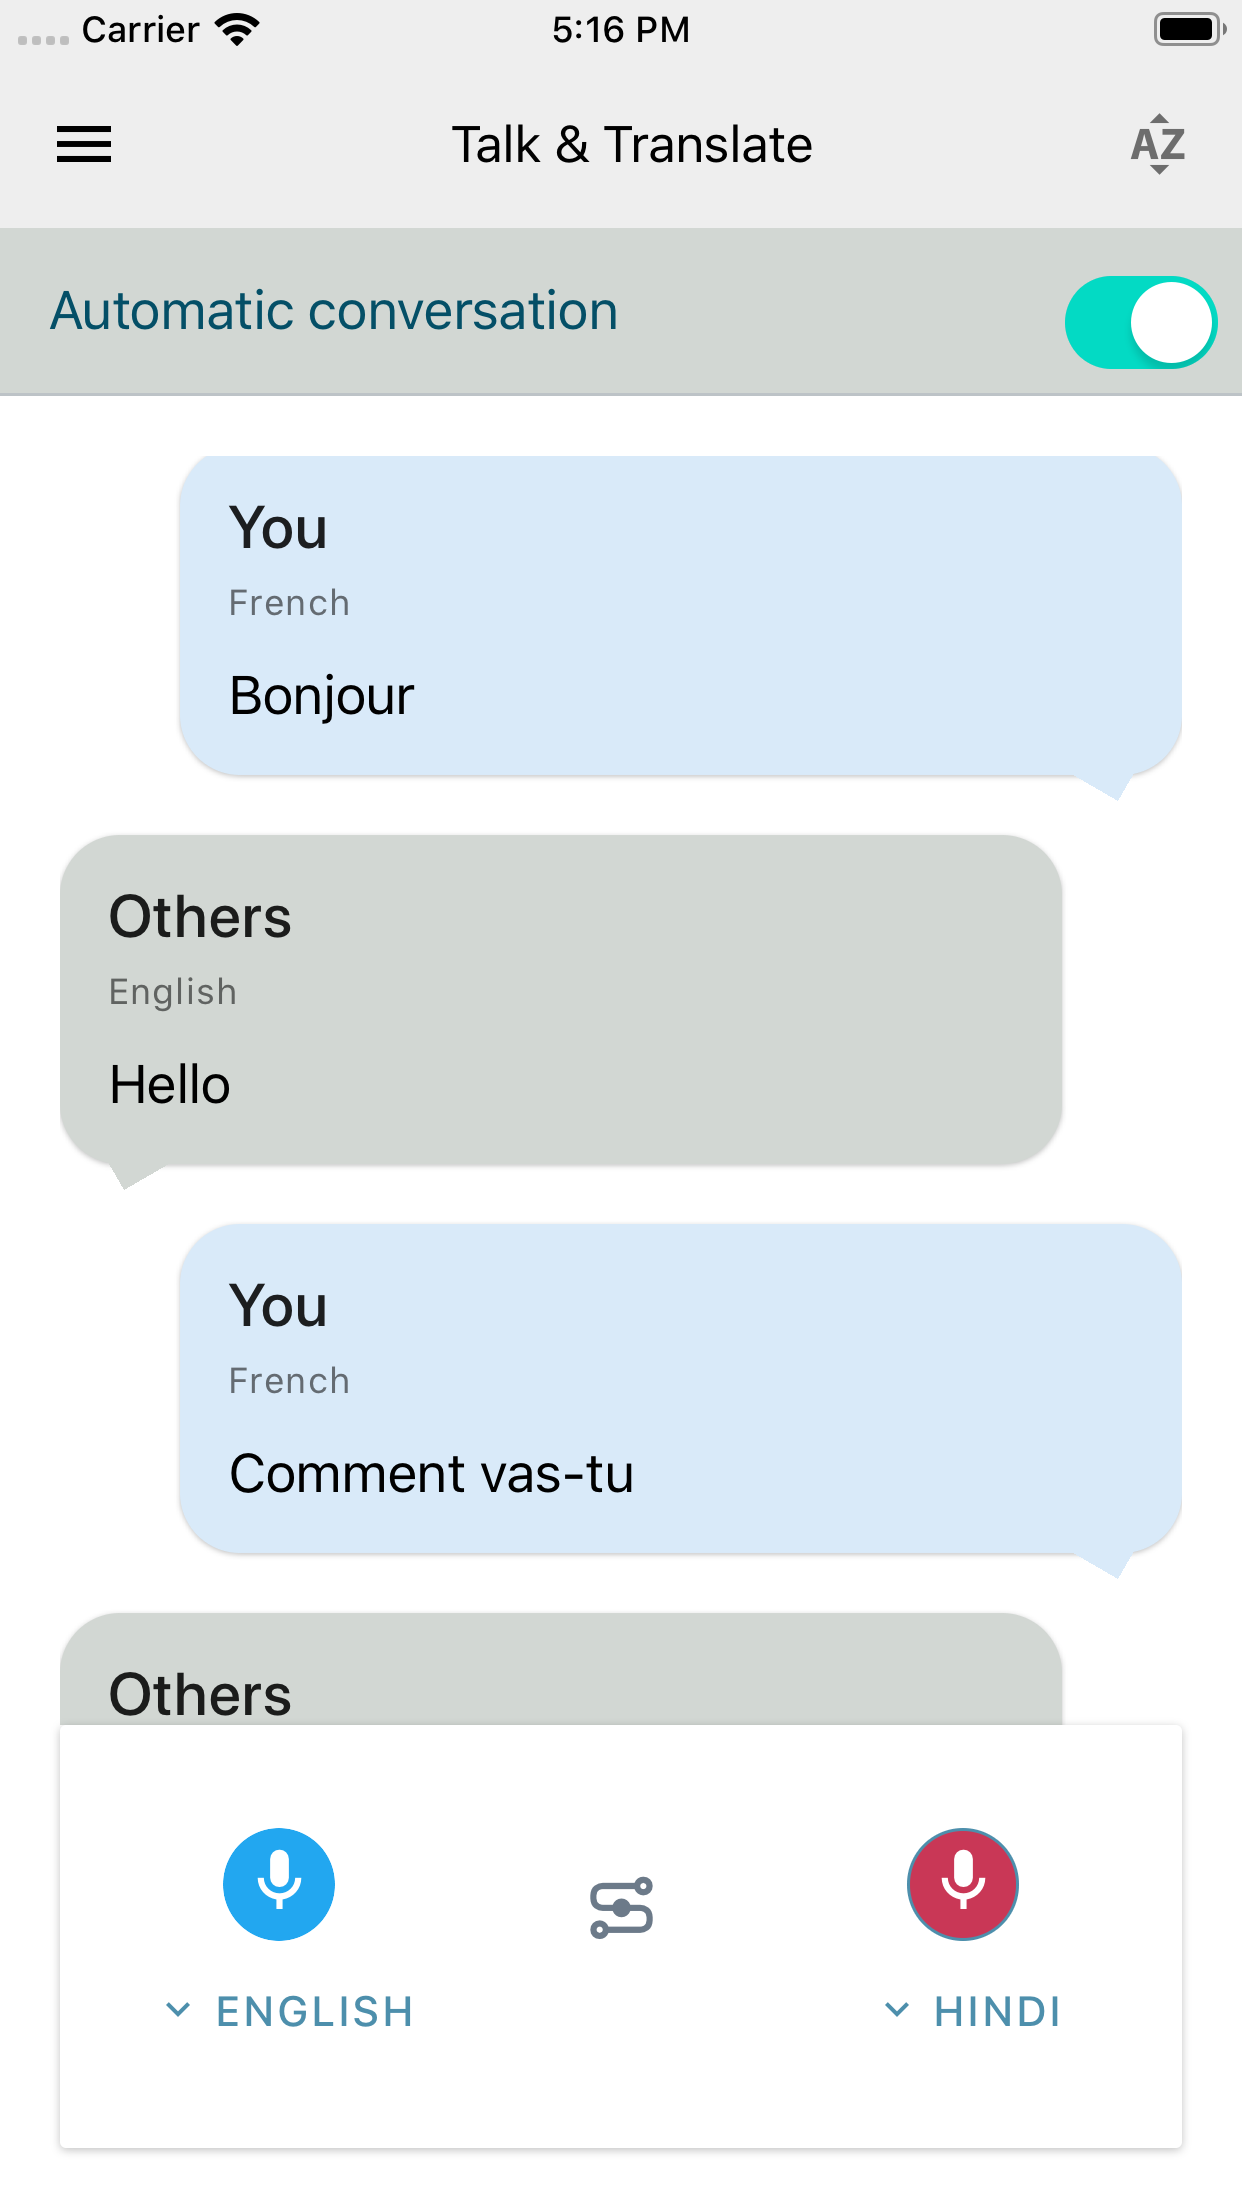 Carrier 5:16 PM
Talk & Translate AZ
Automatic conversation
You
French
Bonjour
Others
English
Hello
You
French
Comment vas-tu
Others
ENGLISH HINDI